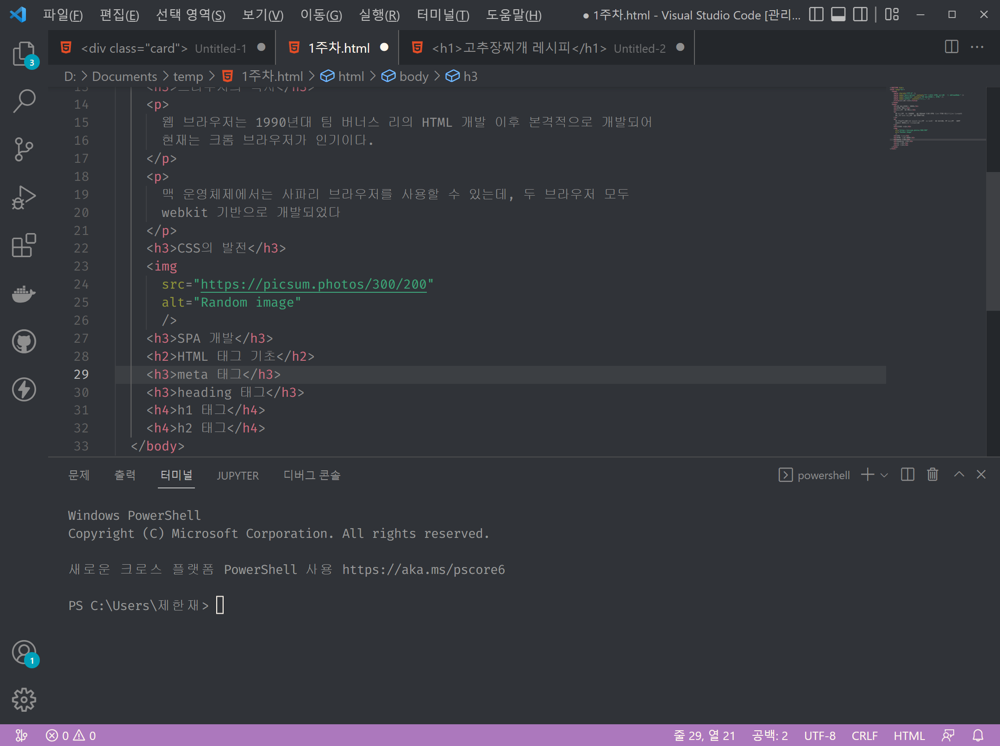 파일(F) 편집(E) 선택 영역(S) 보기(V) 이동(G) 실행(R) 터미널(T) 도움말(H) ● 1주차.html - Visual Studio Code [관리...
<div class="card"> Untitled-1 ● 1주차.html ● <h1>고추장찌개 레시피</h1> Untitled-2 ●
D: > Documents > temp > 1주차.html > html > body > h3
3
14 <p>
15 웹 브라우저는 1990년대 팀 버너스 리의 HTML 개발 이후 본격적으로 개발되어
16 현재는 크롬 브라우저가 인기이다.
17 </p>
18 <p>
19 맥 운영체제에서는 사파리 브라우저를 사용할 수 있는데, 두 브라우저 모두
20 webkit 기반으로 개발되었다
21 </p>
22 <h3>CSS의 발전</h3>
23 <img
24 src="https://picsum.photos/300/200"
25 alt="Random image"
26 />
27 <h3>SPA 개발</h3>
28 <h2>HTML 태그 기초</h2>
29 <h3>meta 태그</h3>
30 <h3>heading 태그</h3>
31 <h4>h1 태그</h4>
32 <h4>h2 태그</h4>
33 </body>
문제 출력 터미널 JUPYTER 디버그 콘솔 powershell
Windows PowerShell
Copyright (C) Microsoft Corporation. All rights reserved.
새로운 크로스 플랫폼 PowerShell 사용 https://aka.ms/pscore6
PS C:\Users\제한재>
1
0 0 줄 29, 열 21 공백: 2 UTF-8 CRLF HTML